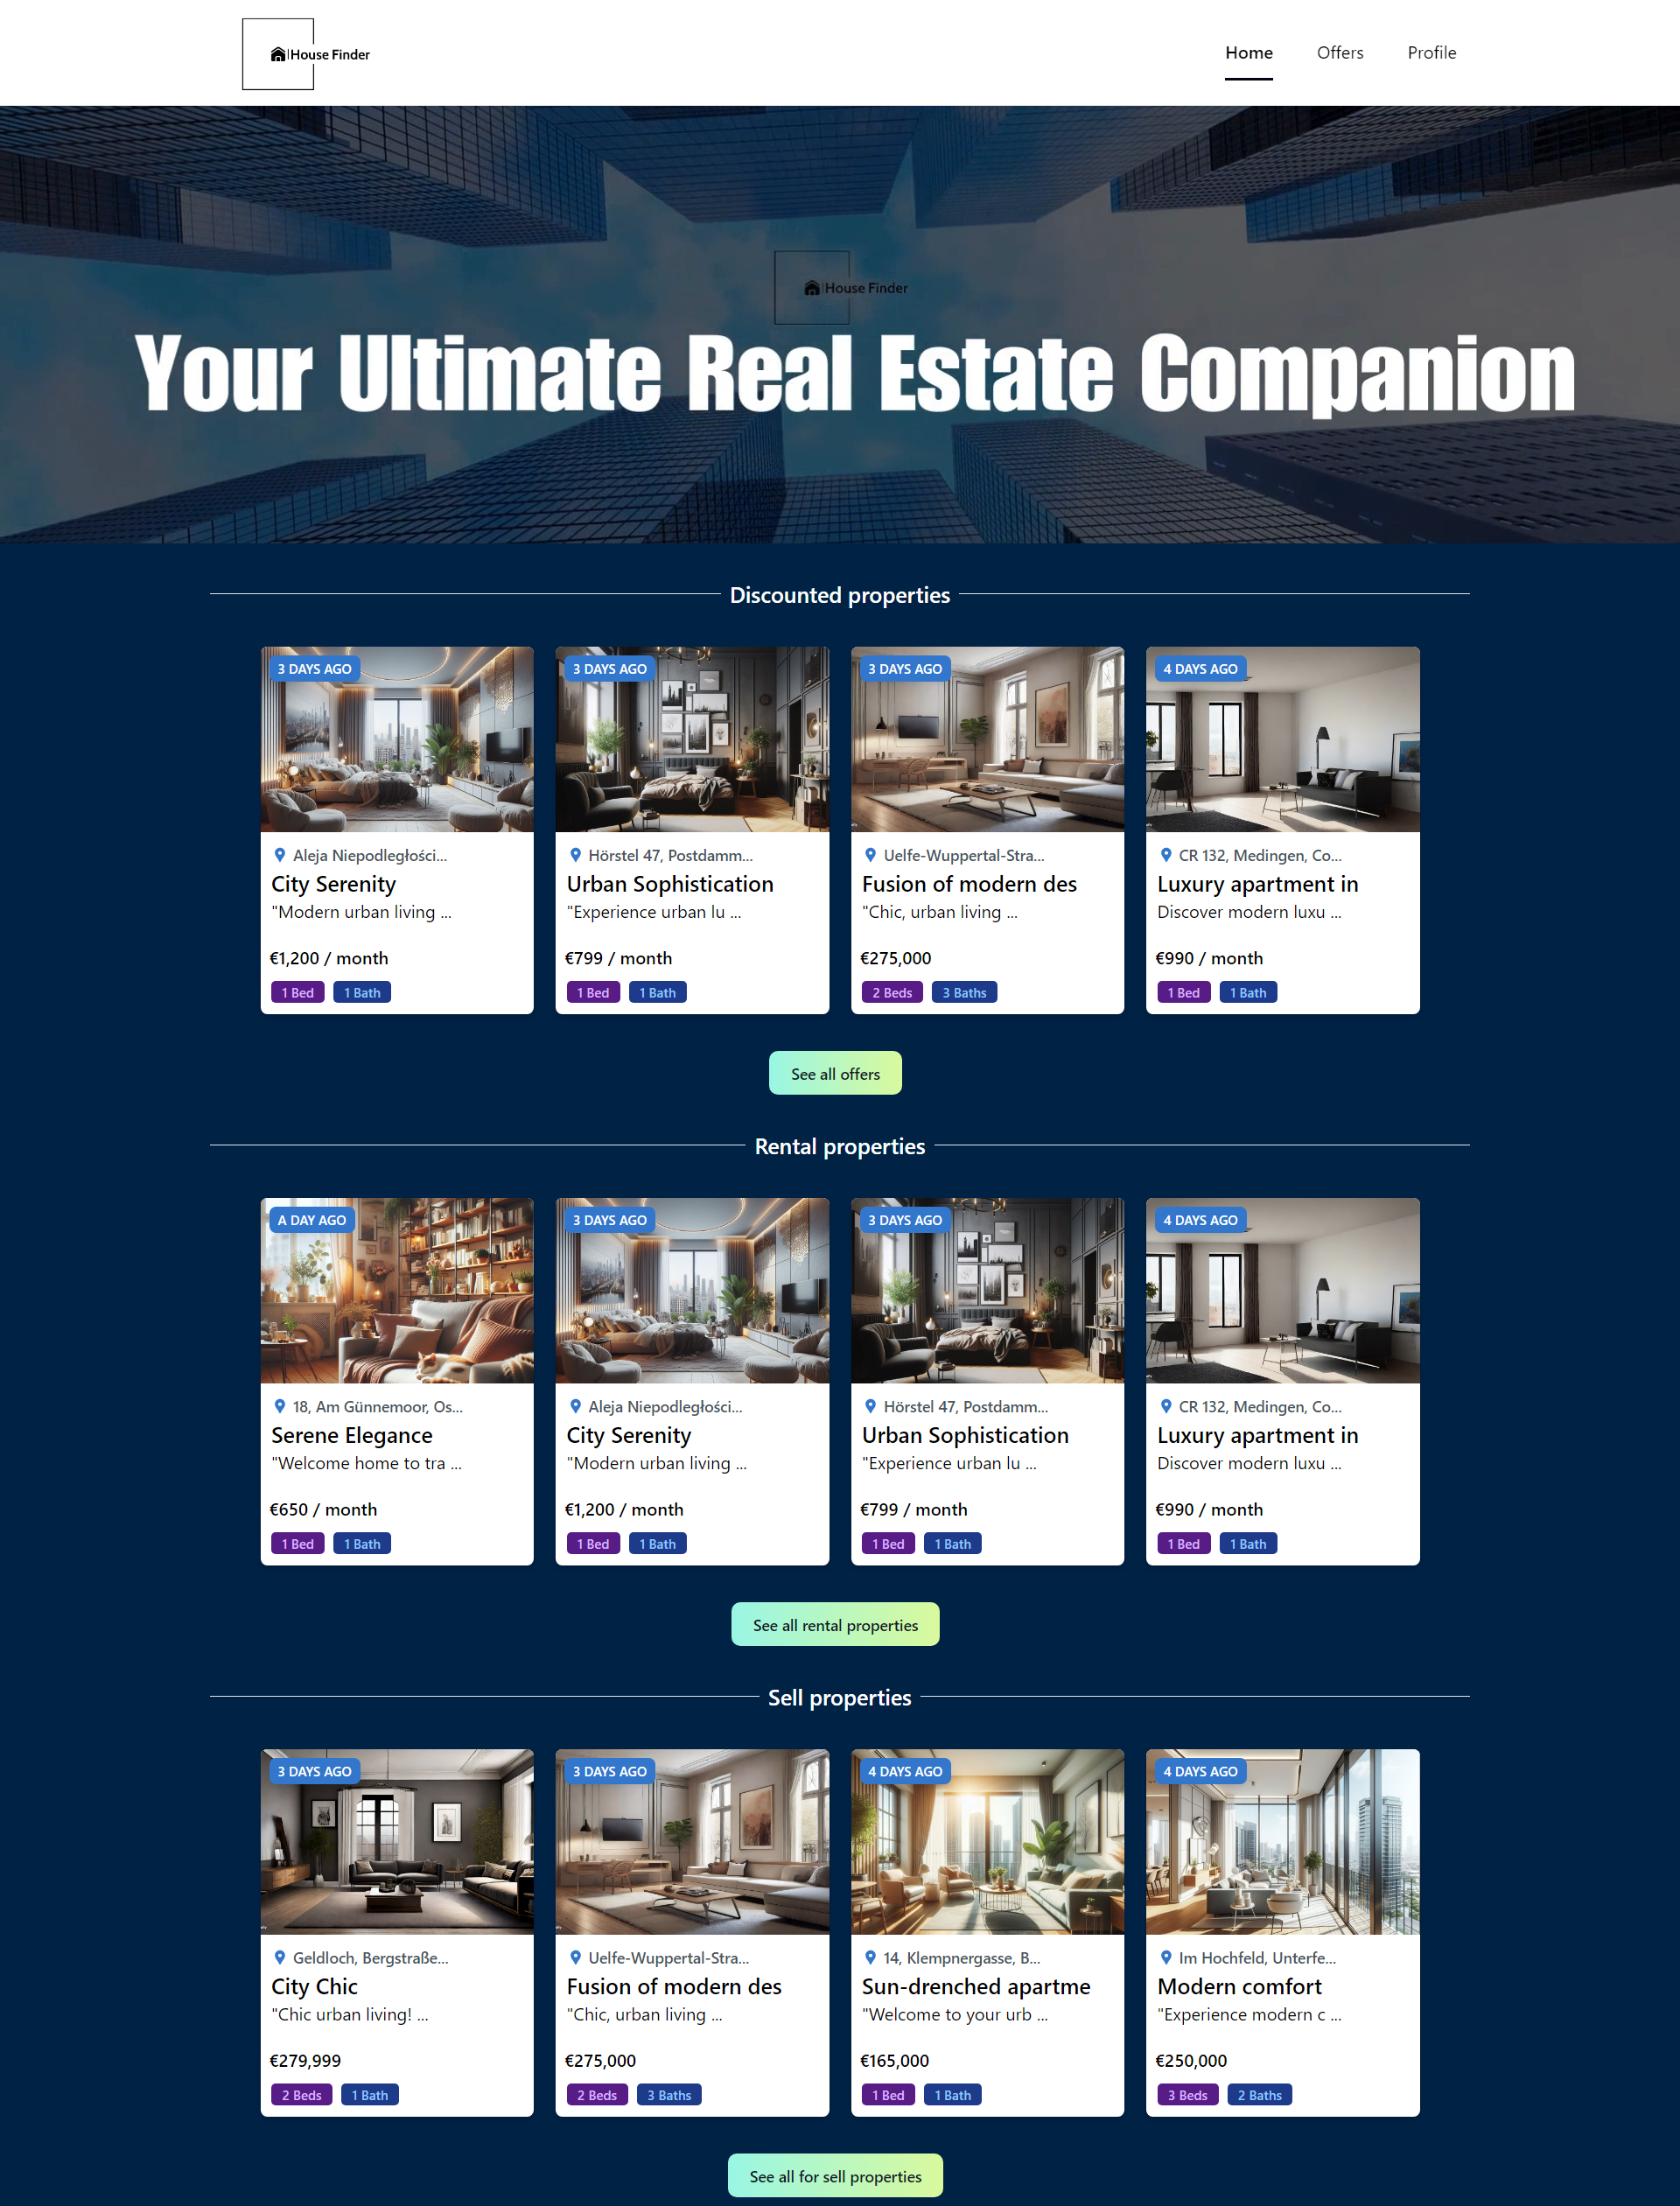 House Finder
Home Offers Profile
House Finder
Your Ultimate Real Estate Companion
Discounted properties
3 DAYS AGO
Aleja Niepodległości...
City Serenity
"Modern urban living ...
€1,200 / month
1 Bed 1 Bath
3 DAYS AGO
Hörstel 47, Postdamm...
Urban Sophistication
"Experience urban lu ...
€799 / month
1 Bed 1 Bath
3 DAYS AGO
Uelfe-Wuppertal-Stra...
Fusion of modern des
"Chic, urban living ...
€275,000
2 Beds 3 Baths
4 DAYS AGO
CR 132, Medingen, Co...
Luxury apartment in
Discover modern luxu ...
€990 / month
1 Bed 1 Bath
See all offers
Rental properties
A DAY AGO
18, Am Günnemoor, Os...
Serene Elegance
"Welcome home to tra ...
€650 / month
1 Bed 1 Bath
3 DAYS AGO
Aleja Niepodległości...
City Serenity
"Modern urban living ...
€1,200 / month
1 Bed 1 Bath
3 DAYS AGO
Hörstel 47, Postdamm...
Urban Sophistication
"Experience urban lu ...
€799 / month
1 Bed 1 Bath
4 DAYS AGO
CR 132, Medingen, Co...
Luxury apartment in
Discover modern luxu ...
€990 / month
1 Bed 1 Bath
See all rental properties
Sell properties
3 DAYS AGO
Geldloch, Bergstraße...
City Chic
"Chic urban living! ...
€279,999
2 Beds 1 Bath
3 DAYS AGO
Uelfe-Wuppertal-Stra...
Fusion of modern des
"Chic, urban living ...
€275,000
2 Beds 3 Baths
4 DAYS AGO
14, Klempnergasse, B...
Sun-drenched apartme
"Welcome to your urb ...
€165,000
1 Bed 1 Bath
4 DAYS AGO
Im Hochfeld, Unterfe...
Modern comfort
"Experience modern c ...
€250,000
3 Beds 2 Baths
See all for sell properties